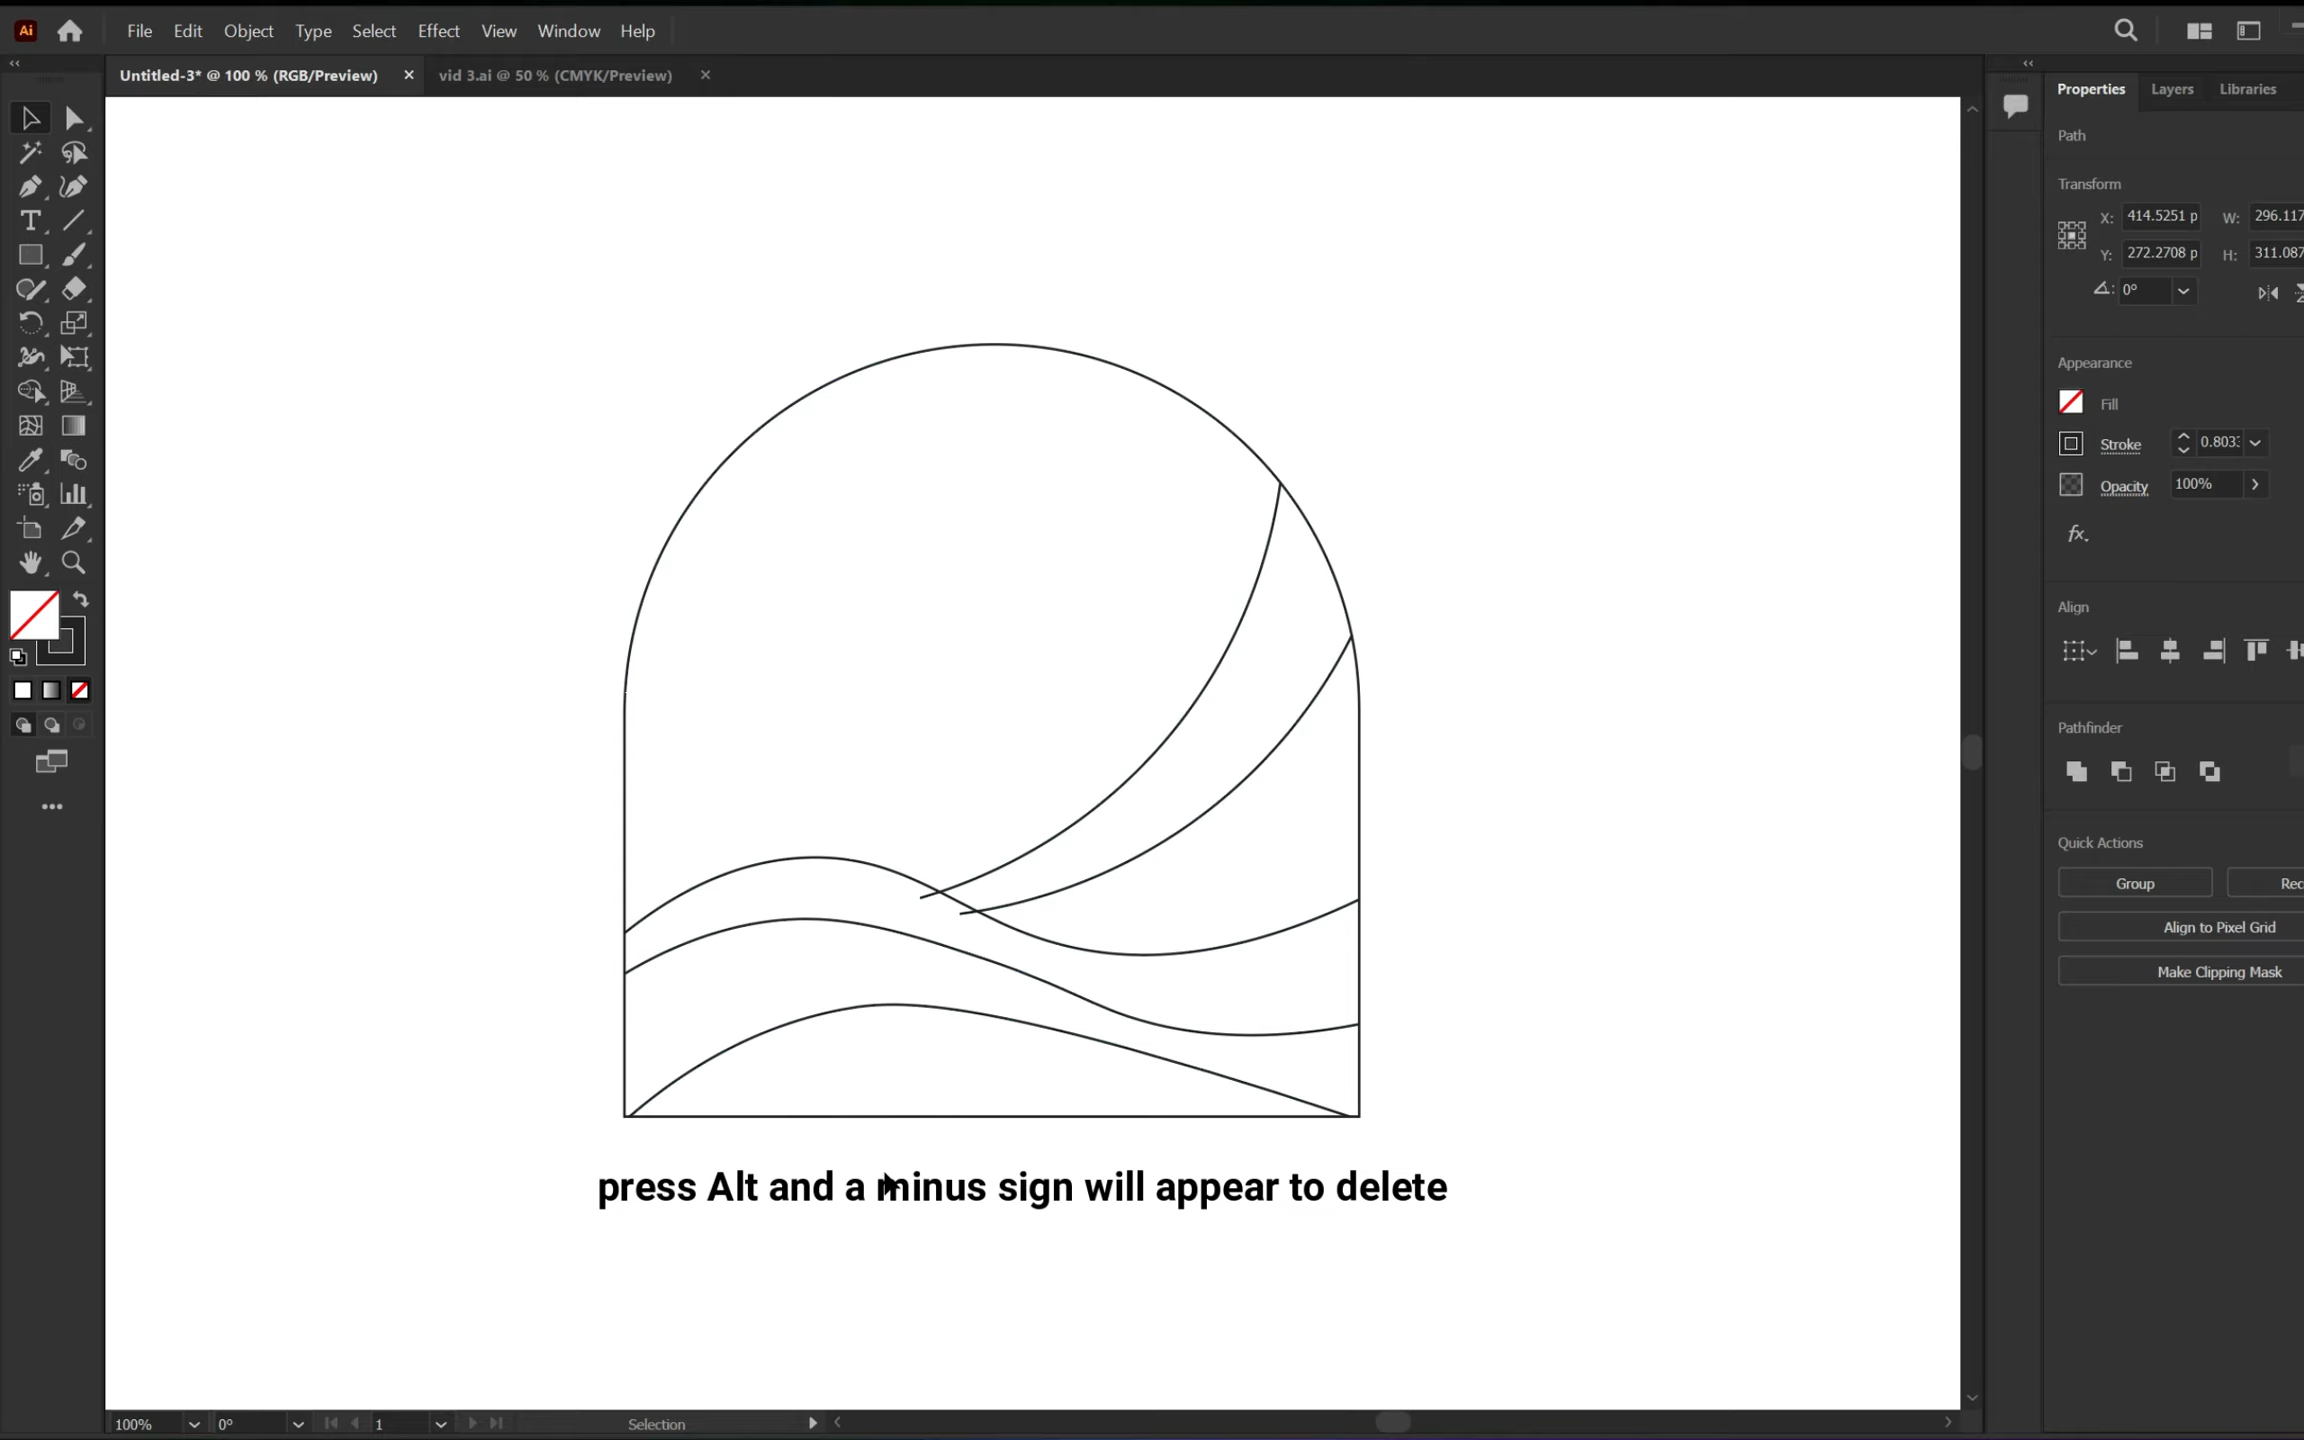 Ai File Edit Object Type Select Effect View Window Help
Untitled-3* @ 100 % (RGB/Preview) × vid 3.ai @ 50 % (CMYK/Preview) ×
Properties Layers Libraries
Path
Transform
X: 414.5251 p W: 296.117
Y: 272.2708 p H: 311.087
0°
Appearance
Fill
Stroke 0.803
Opacity 100%
fx
Align
Pathfinder
Quick Actions
Group
Align to Pixel Grid
Make Clipping Mask
press Alt and a minus sign will appear to delete
100% 0° 1 Selection